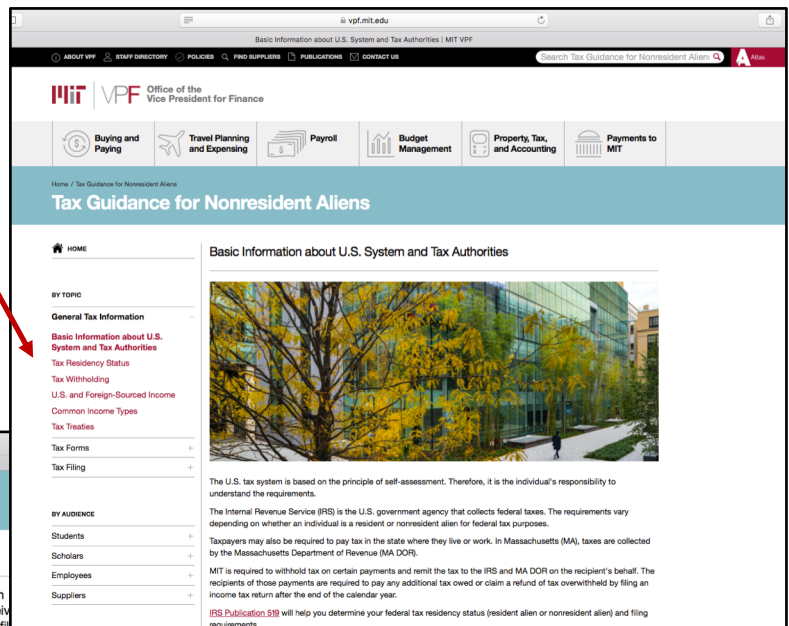 vpf.mit.edu
Basic Information about U.S. System and Tax Authorities | MIT VPF
ABOUT VPF STAFF DIRECTORY POLICIES FIND SUPPLIERS PUBLICATIONS CONTACT US
Search Tax Guidance for Nonresident Aliens
Atlas
MIT VPF Office of the
Vice President for Finance
Buying and
Paying
Travel Planning
and Expensing
Payroll
Budget
Management
Property, Tax,
and Accounting
Payments to
MIT
Home / Tax Guidance for Nonresident Aliens
Tax Guidance for Nonresident Aliens
HOME
BY TOPIC
General Tax Information
Basic Information about U.S.
System and Tax Authorities
Tax Residency Status
Tax Withholding
U.S. and Foreign-Sourced Income
Common Income Types
Tax Treaties
Tax Forms
Tax Filing
BY AUDIENCE
Students
Scholars
Employees
Suppliers
Basic Information about U.S. System and Tax Authorities
The U.S. tax system is based on the principle of self-assessment. Therefore, it is the individual's responsibility to
understand the requirements.
The Internal Revenue Service (IRS) is the U.S. government agency that collects federal taxes. The requirements vary
depending on whether an individual is a resident or nonresident alien for federal tax purposes.
Taxpayers may also be required to pay tax in the state where they live or work. In Massachusetts (MA), taxes are collected
by the Massachusetts Department of Revenue (MA DOR).
MIT is required to withhold tax on certain payments and remit the tax to the IRS and MA DOR on the recipient's behalf. The
recipients of those payments are required to pay any additional tax owed or claim a refund of tax overwithheld by filing an
income tax return after the end of the calendar year.
IRS Publication 519 will help you determine your federal tax residency status (resident alien or nonresident alien) and filing
requirements.